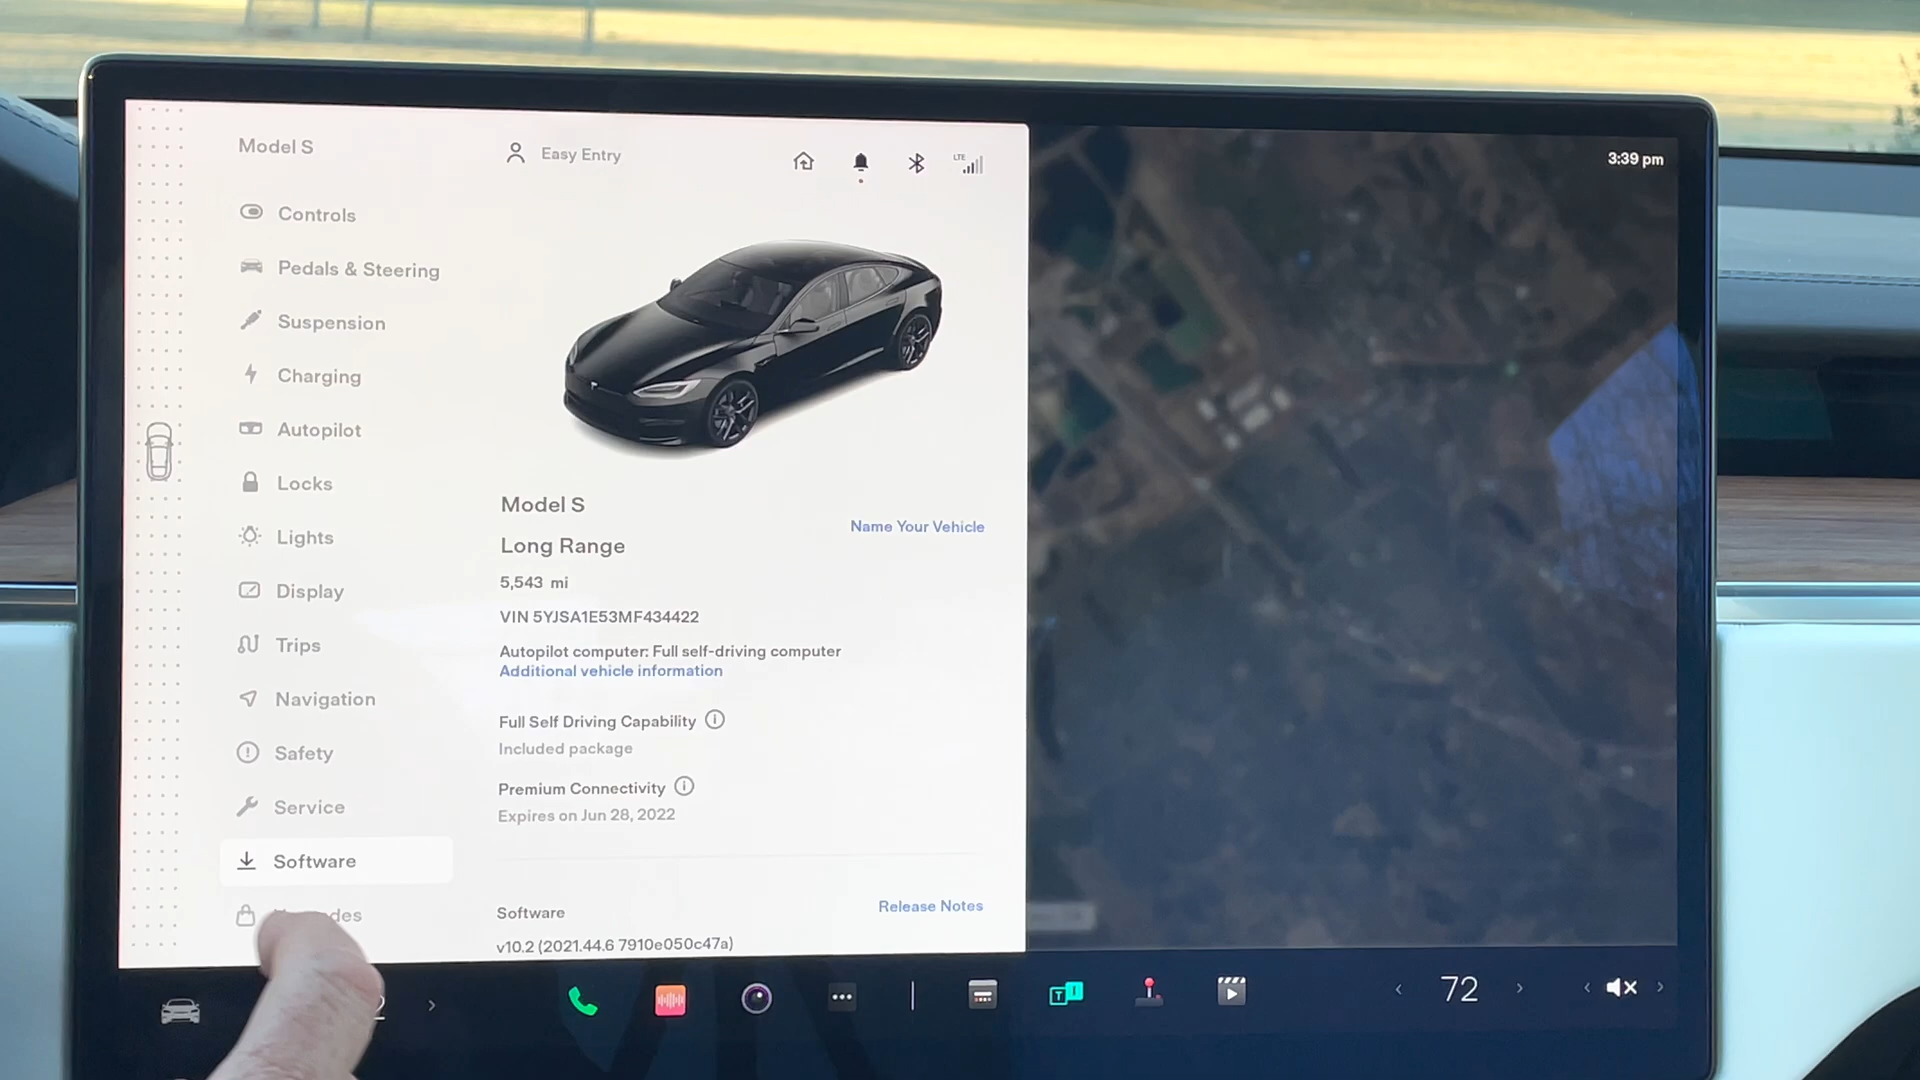 Model S
Easy Entry
LTE
3:39 pm
Controls
Pedals & Steering
Suspension
Charging
Autopilot
Locks
Lights
Display
Trips
Navigation
Safety
Service
Software
Model S
Name Your Vehicle
Long Range
5,543 mi
VIN 5YJSA1E53MF434422
Autopilot computer: Full self-driving computer
Additional vehicle information
Full Self Driving Capability
Included package
Premium Connectivity
Expires on Jun 28, 2022
Software
Release Notes
v10.2 (2021.44.6 7910e050c47a)
72